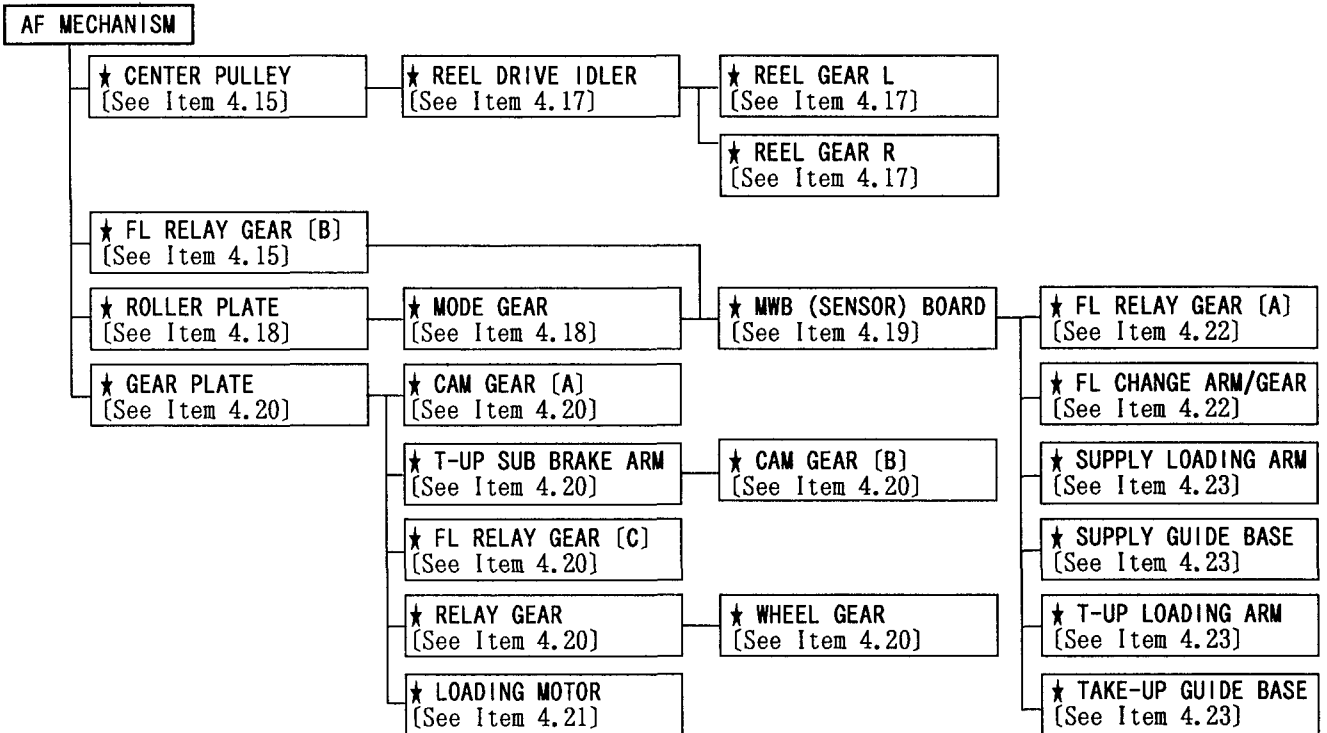 AF MECHANISM
★ CENTER PULLEY
[See Item 4.15]
★ REEL DRIVE IDLER
[See Item 4.17]
★ REEL GEAR L
[See Item 4.17]
★ REEL GEAR R
[See Item 4.17]
★ FL RELAY GEAR [B]
[See Item 4.15]
★ ROLLER PLATE
[See Item 4.18]
★ MODE GEAR
[See Item 4.18]
★ MWB (SENSOR) BOARD
[See Item 4.19]
★ FL RELAY GEAR [A]
[See Item 4.22]
★ GEAR PLATE
[See Item 4.20]
★ CAM GEAR [A]
[See Item 4.20]
★ FL CHANGE ARM/GEAR
[See Item 4.22]
★ T-UP SUB BRAKE ARM
[See Item 4.20]
★ CAM GEAR [B]
[See Item 4.20]
★ SUPPLY LOADING ARM
[See Item 4.23]
★ FL RELAY GEAR [C]
[See Item 4.20]
★ SUPPLY GUIDE BASE
[See Item 4.23]
★ RELAY GEAR
[See Item 4.20]
★ WHEEL GEAR
[See Item 4.20]
★ T-UP LOADING ARM
[See Item 4.23]
★ LOADING MOTOR
[See Item 4.21]
★ TAKE-UP GUIDE BASE
[See Item 4.23]